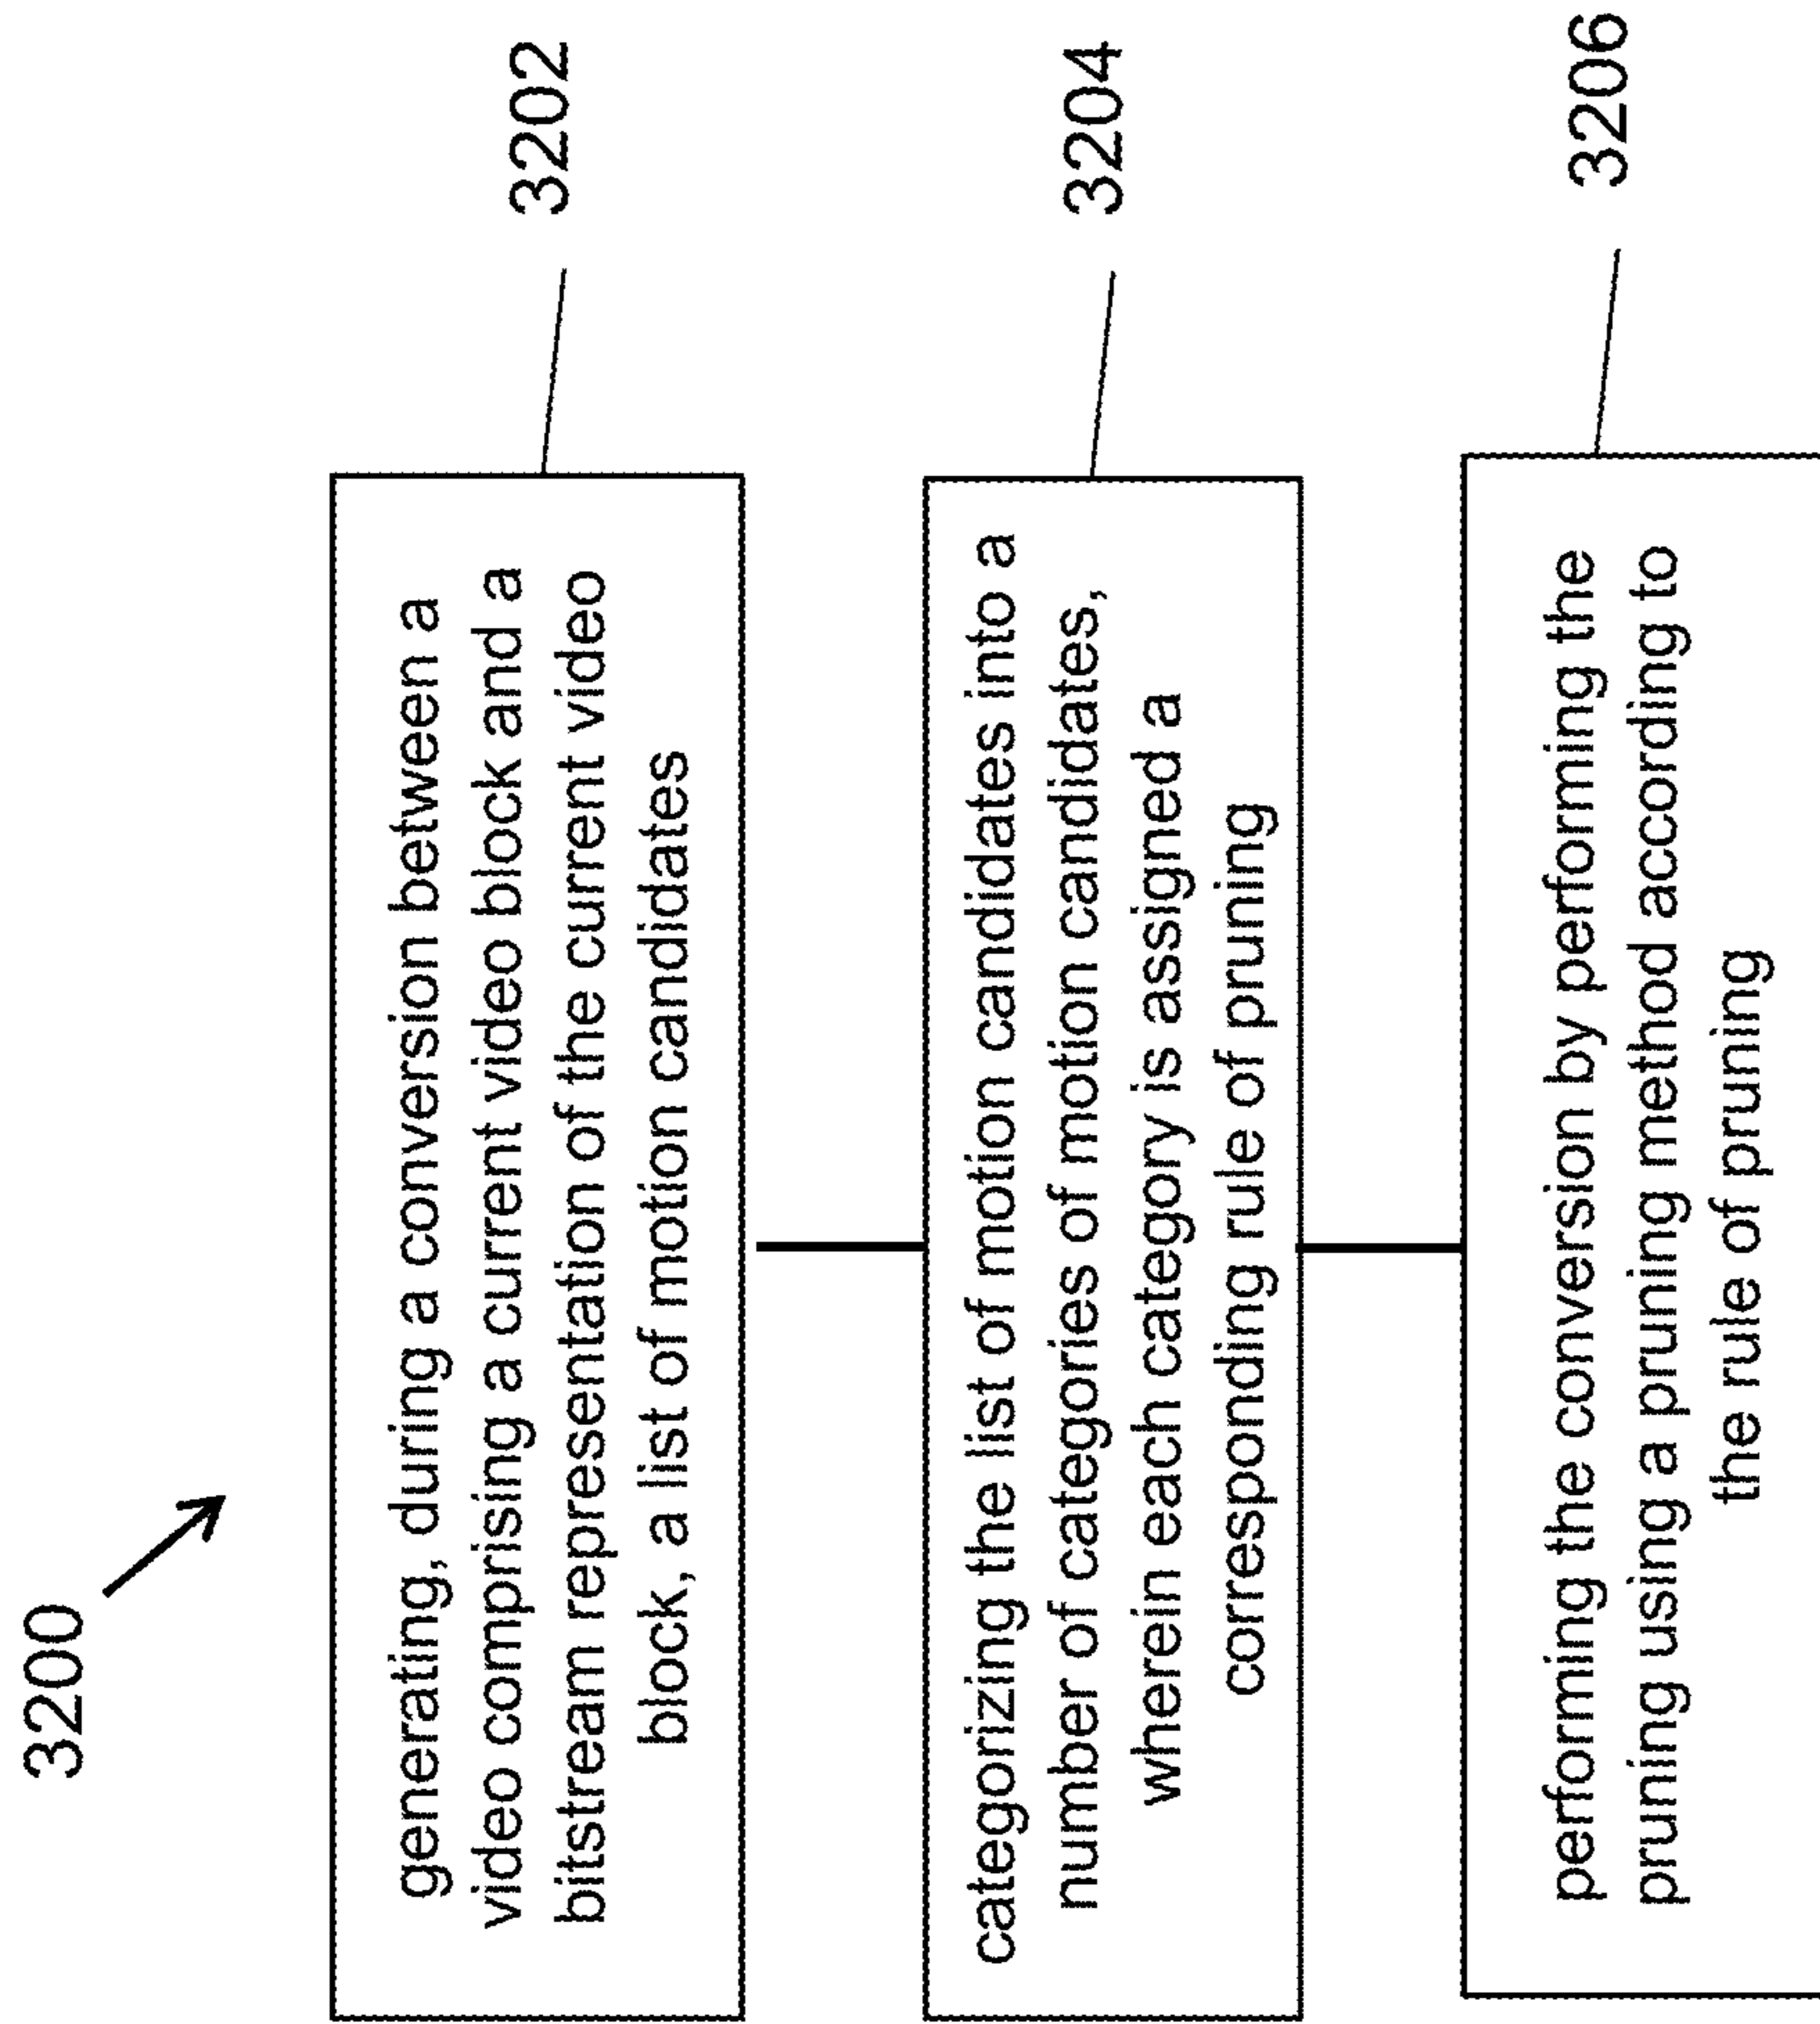 3200
generating, during a conversion between a
video comprising a current video block and a
bitstream representation of the current video
block, a list of motion candidates
3202
categorizing the list of motion candidates into a
number of categories of motion candidates,
wherein each category is assigned a
corresponding rule of pruning
3204
performing the conversion by performing the
pruning using a pruning method according to
the rule of pruning
3206